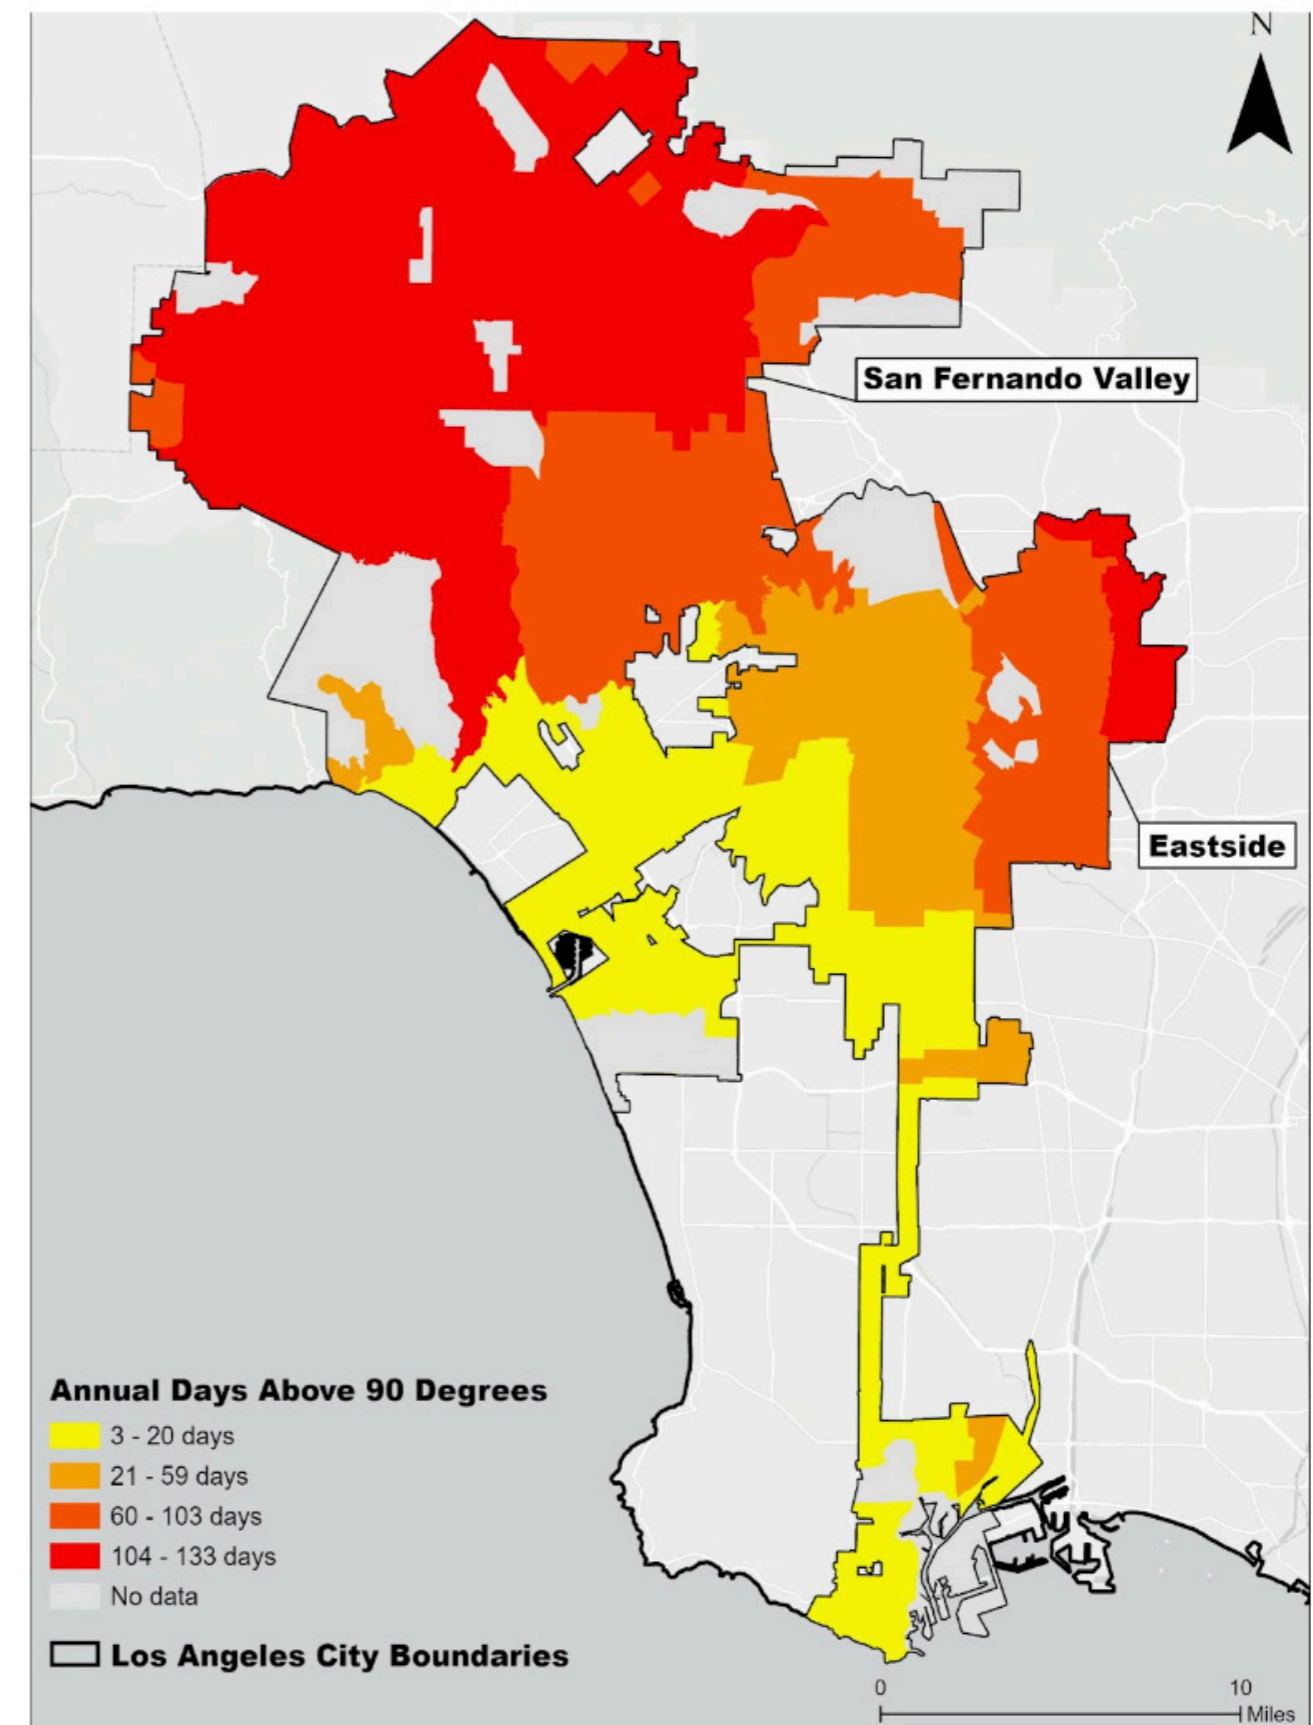 N
San Fernando Valley
Eastside
Annual Days Above 90 Degrees
3 - 20 days
21 - 59 days
60 - 103 days
104 - 133 days
No data
Los Angeles City Boundaries
0 10
Miles